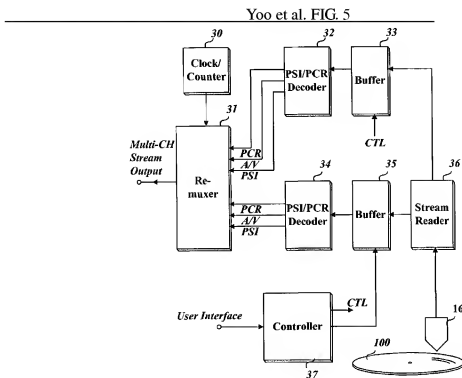 Yoo et al. FIG. 5
30
32
33
Clock/
Counter
PSI/PCR
Decoder
Buffer
31
Multi-CH
Stream
Output
PCR
A/V
PSI
CTL
Re-
muxer
34
35
36
PCR
A/V
PSI
PSI/PCR
Decoder
Buffer
Stream
Reader
CTL
16
User Interface
Controller
100
37